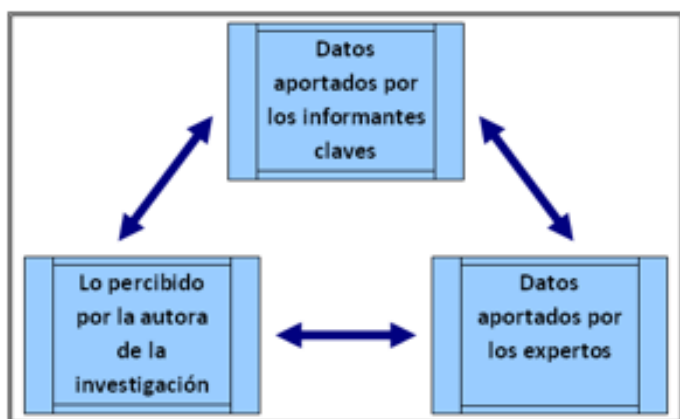 Datos
aportados por
los informantes
claves
Lo percibido
por la autora
de la
investigación
Datos
aportados por
los expertos